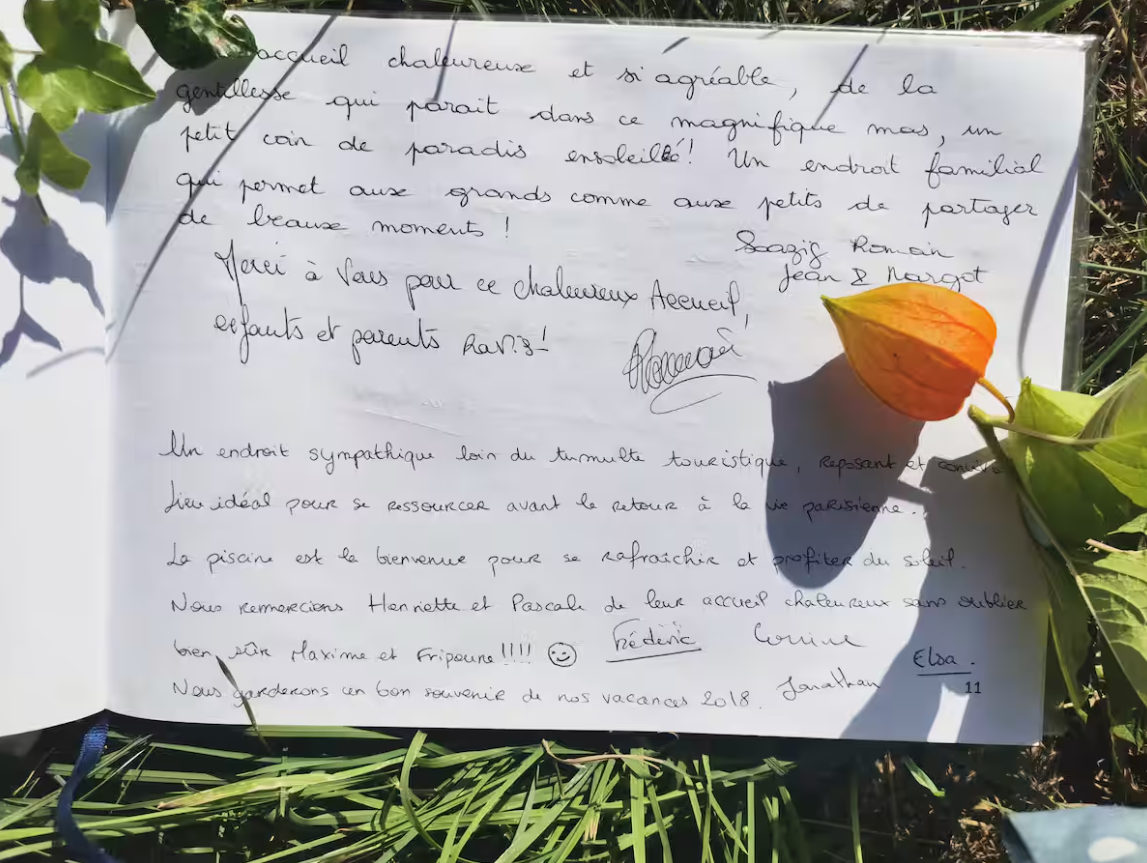 accueil chaleureux et si agréable, de la
gentillesse qui parait dans ce magnifique mas, un
petit coin de paradis ensoleillé! Un endroit familial
qui permet aux grands comme aux petits de partager
de beaux moments !
Soazig Romain
Jean & Margot
Merci à Vous pour ce chaleureux Accueil,
enfants et parents Ravis!
Un endroit sympathique loin du tumulte touristique, reposant et
Lieu idéal pour se ressourcer avant le retour à la vie parisienne.
La piscine est la bienvenue pour se rafraichir et profiter du soleil.
Nous remercions Henriette et Pascale de leur accueil chaleureux sans oublier
bien sûr Maxime et Fripoune!!!! ☺ Frédéric Corinne
Elsa.
Nous garderons un bon souvenir de nos vacances 2018. Jonathan
11